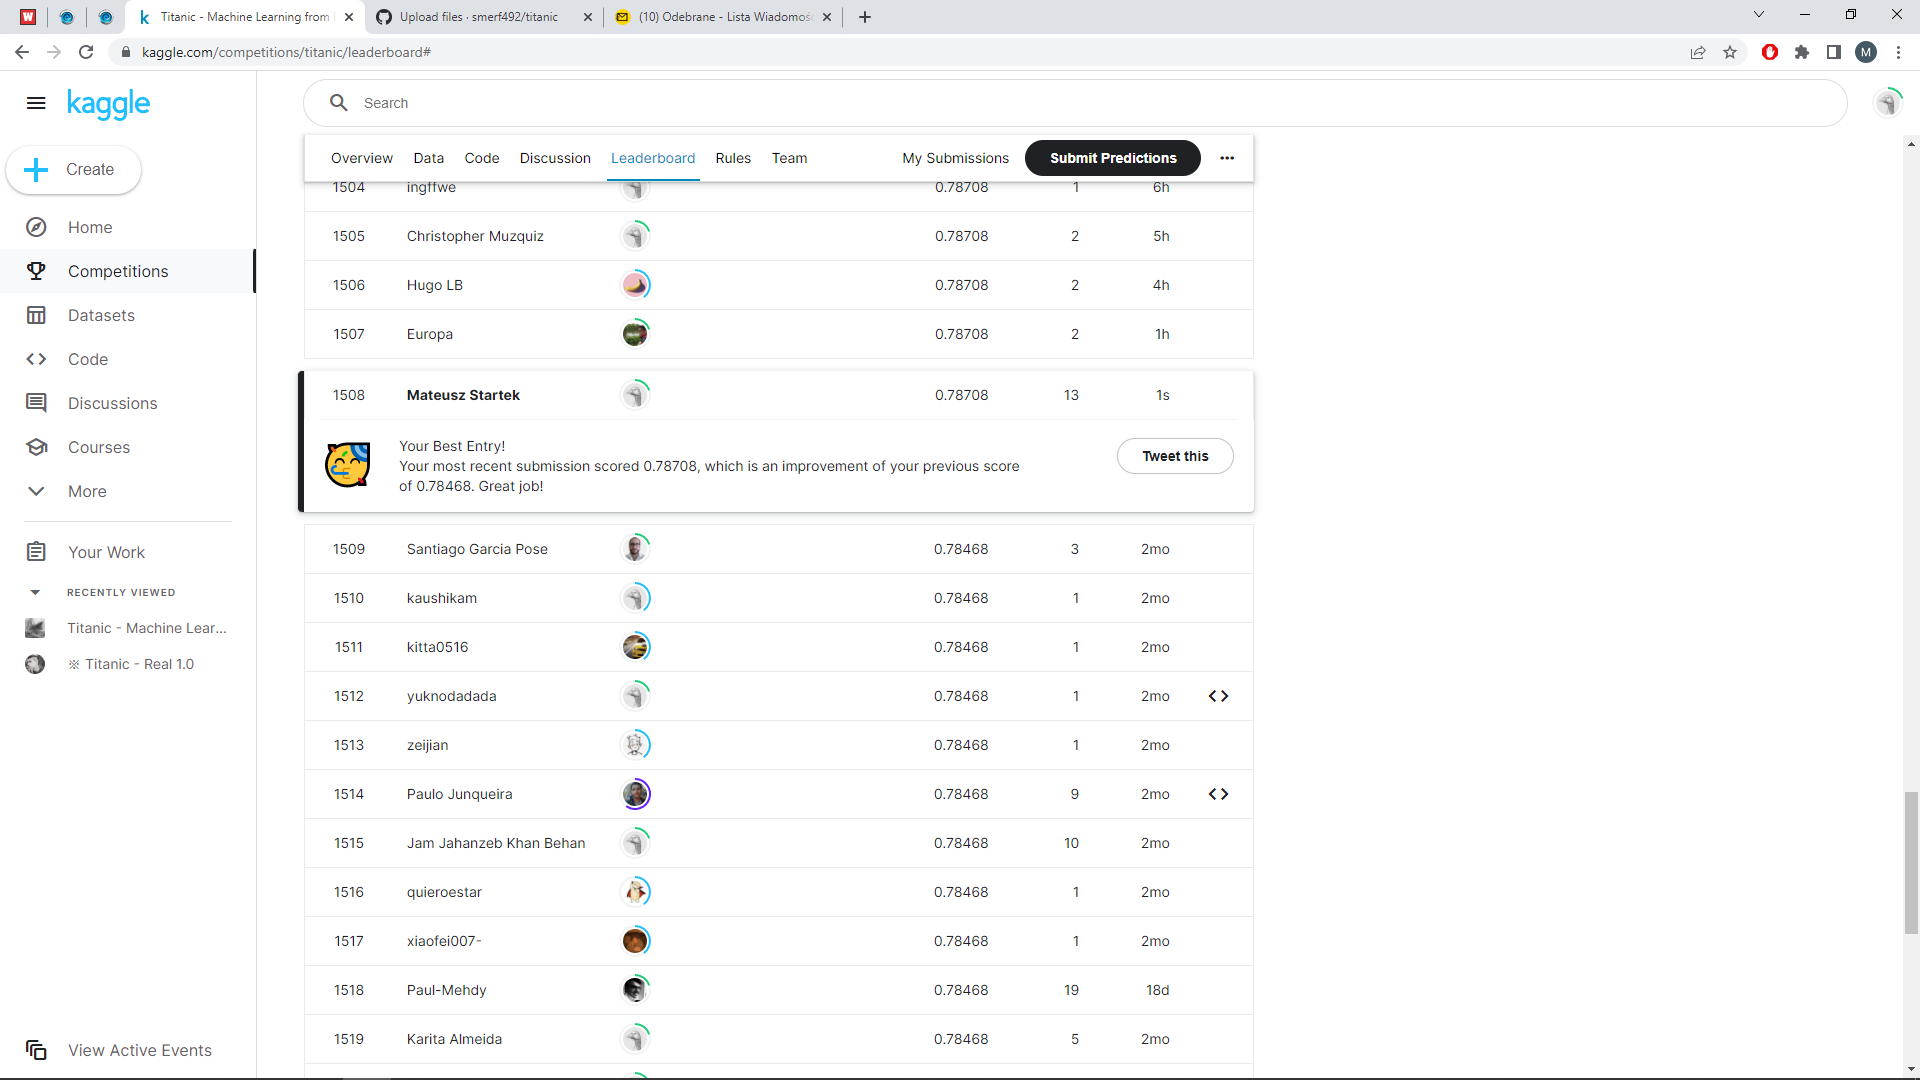 Titanic - Machine Learning from
Upload files · smerf492/titanic
(10) Odebrane - Lista Wiadomośc
kaggle.com/competitions/titanic/leaderboard#
M
kaggle
Search
Create
Home
Competitions
Datasets
Code
Discussions
Courses
More
Your Work
RECENTLY VIEWED
Titanic - Machine Lear...
※ Titanic - Real 1.0
View Active Events
Overview Data Code Discussion Leaderboard Rules Team My Submissions Submit Predictions
1504 ingffwe 0.78708 1 6h
1505 Christopher Muzquiz 0.78708 2 5h
1506 Hugo LB 0.78708 2 4h
1507 Europa 0.78708 2 1h
1508 Mateusz Startek 0.78708 13 1s
Your Best Entry!
Your most recent submission scored 0.78708, which is an improvement of your previous score
of 0.78468. Great job!
Tweet this
1509 Santiago Garcia Pose 0.78468 3 2mo
1510 kaushikam 0.78468 1 2mo
1511 kitta0516 0.78468 1 2mo
1512 yuknodadada 0.78468 1 2mo
1513 zeijian 0.78468 1 2mo
1514 Paulo Junqueira 0.78468 9 2mo
1515 Jam Jahanzeb Khan Behan 0.78468 10 2mo
1516 quieroestar 0.78468 1 2mo
1517 xiaofei007- 0.78468 1 2mo
1518 Paul-Mehdy 0.78468 19 18d
1519 Karita Almeida 0.78468 5 2mo